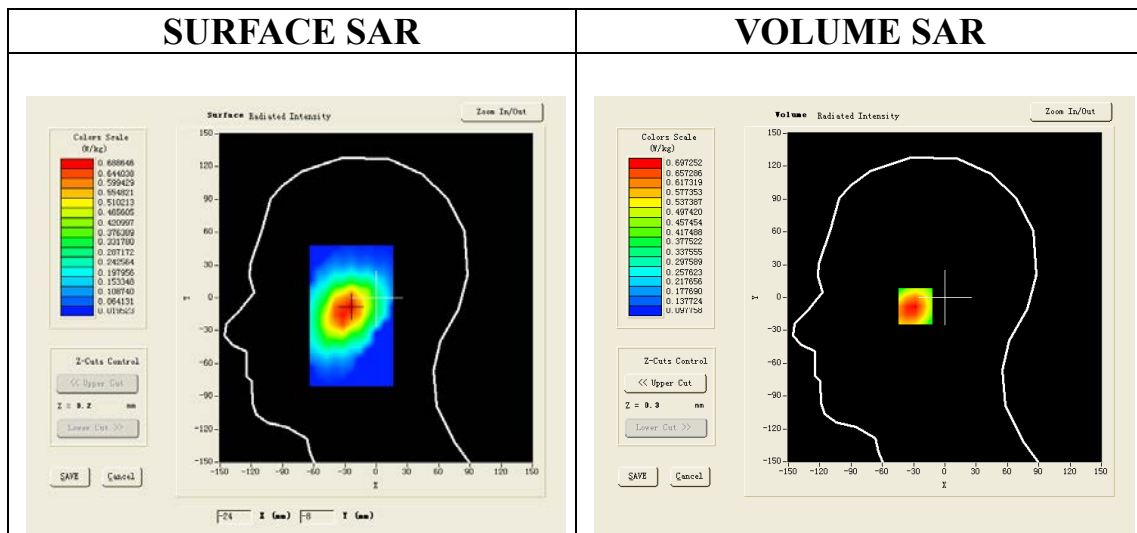 SURFACE SAR
VOLUME SAR
Surface Radiated Intensity
Zoom In/Out
Colors Scale
(W/kg)
0.688646
0.644038
0.599429
0.554821
0.510213
0.465605
0.420997
0.376389
0.331780
0.287172
0.242564
0.197956
0.153348
0.108740
0.064131
0.019523
150
120
90
60
30
0
-30
-60
-90
-120
-150
Y
-150 -120 -90 -60 -30 0 30 60 90 120 150
X
Z-Cuts Control
<< Upper Cut
Z = 0.2 mm
Lower Cut >>
SAVE Cancel
-24 X (mm) -8 Y (mm)
Volume Radiated Intensity
Zoom In/Out
Colors Scale
(W/kg)
0.697252
0.657286
0.617319
0.577353
0.537387
0.497420
0.457454
0.417488
0.377522
0.337555
0.297589
0.257623
0.217656
0.177690
0.137724
0.097758
150
120
90
60
30
0
-30
-60
-90
-120
-150
Y
-150 -120 -90 -60 -30 0 30 60 90 120 150
X
Z-Cuts Control
<< Upper Cut
Z = 0.3 mm
Lower Cut >>
SAVE Cancel